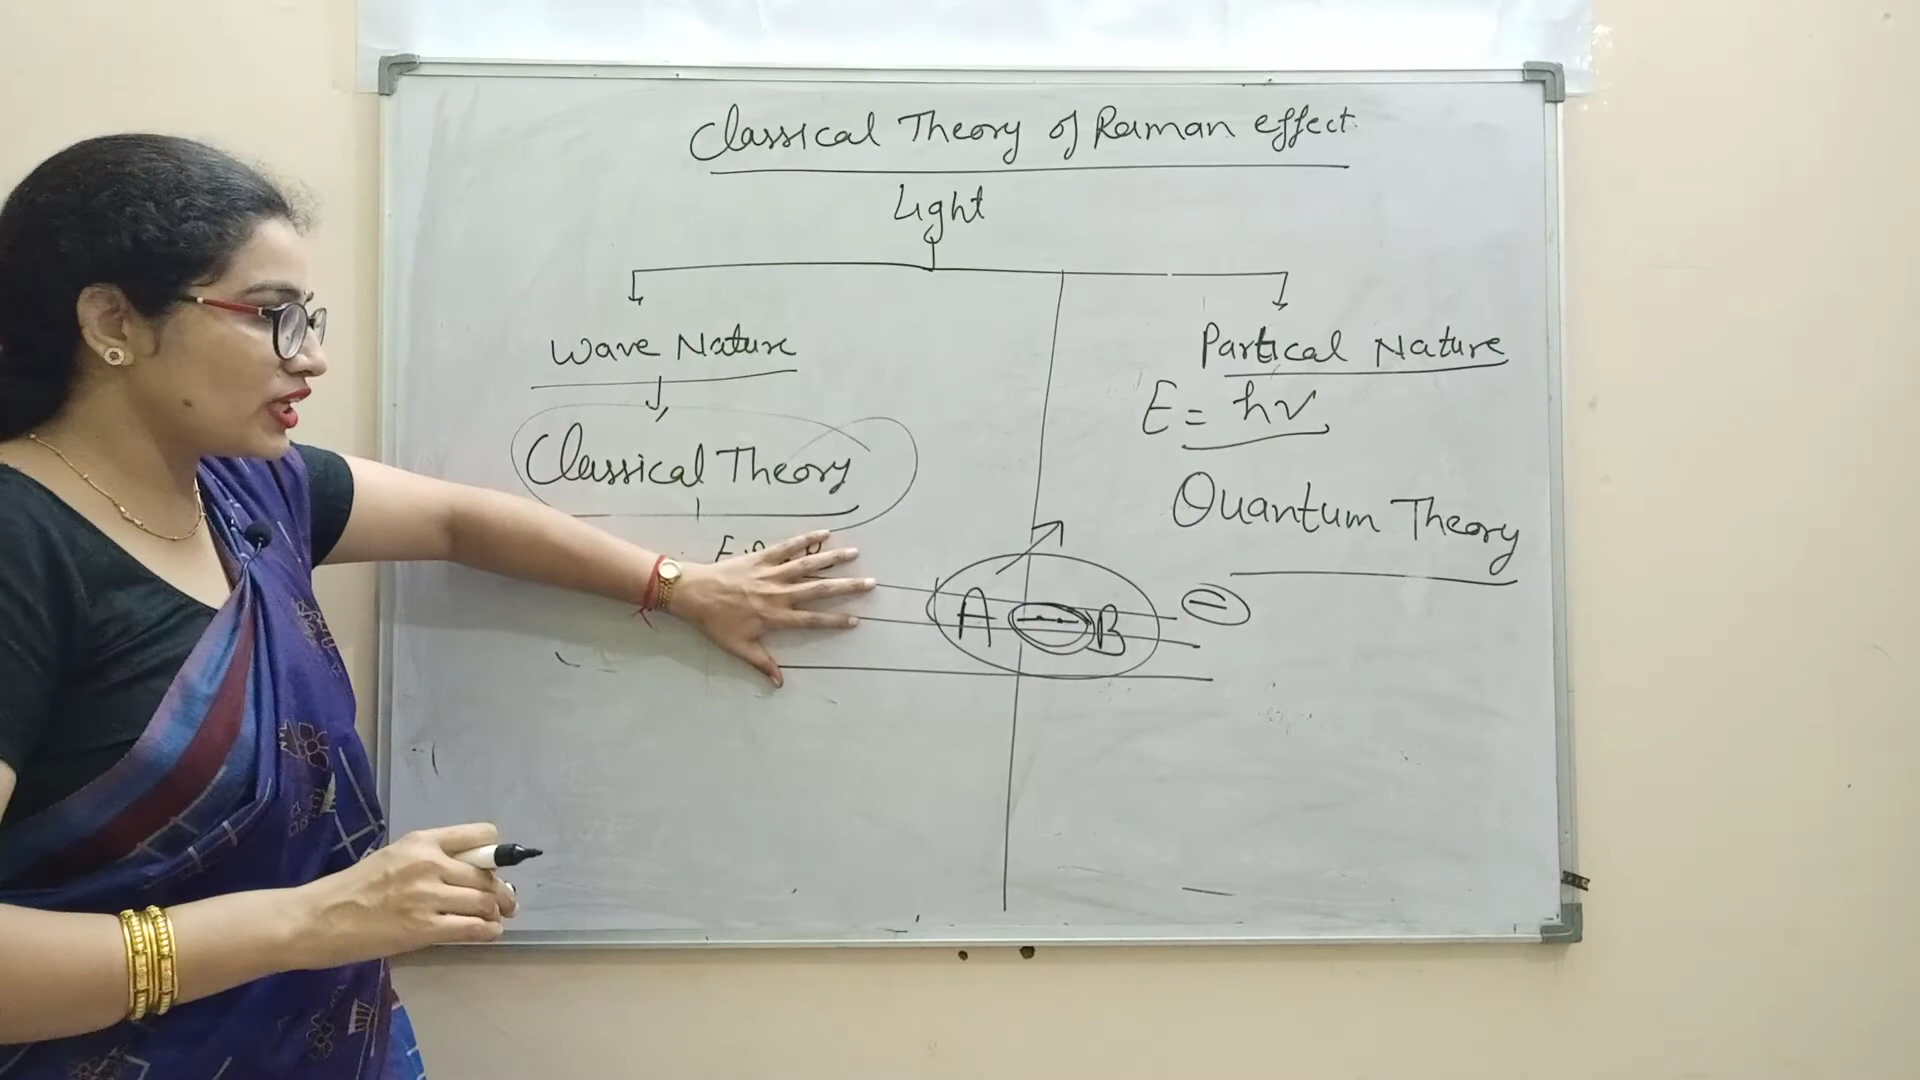 Classical Theory of Raman effect.
Light
Wave Nature
Partical Nature
E = hν
Classical Theory
Quantum Theory
A B